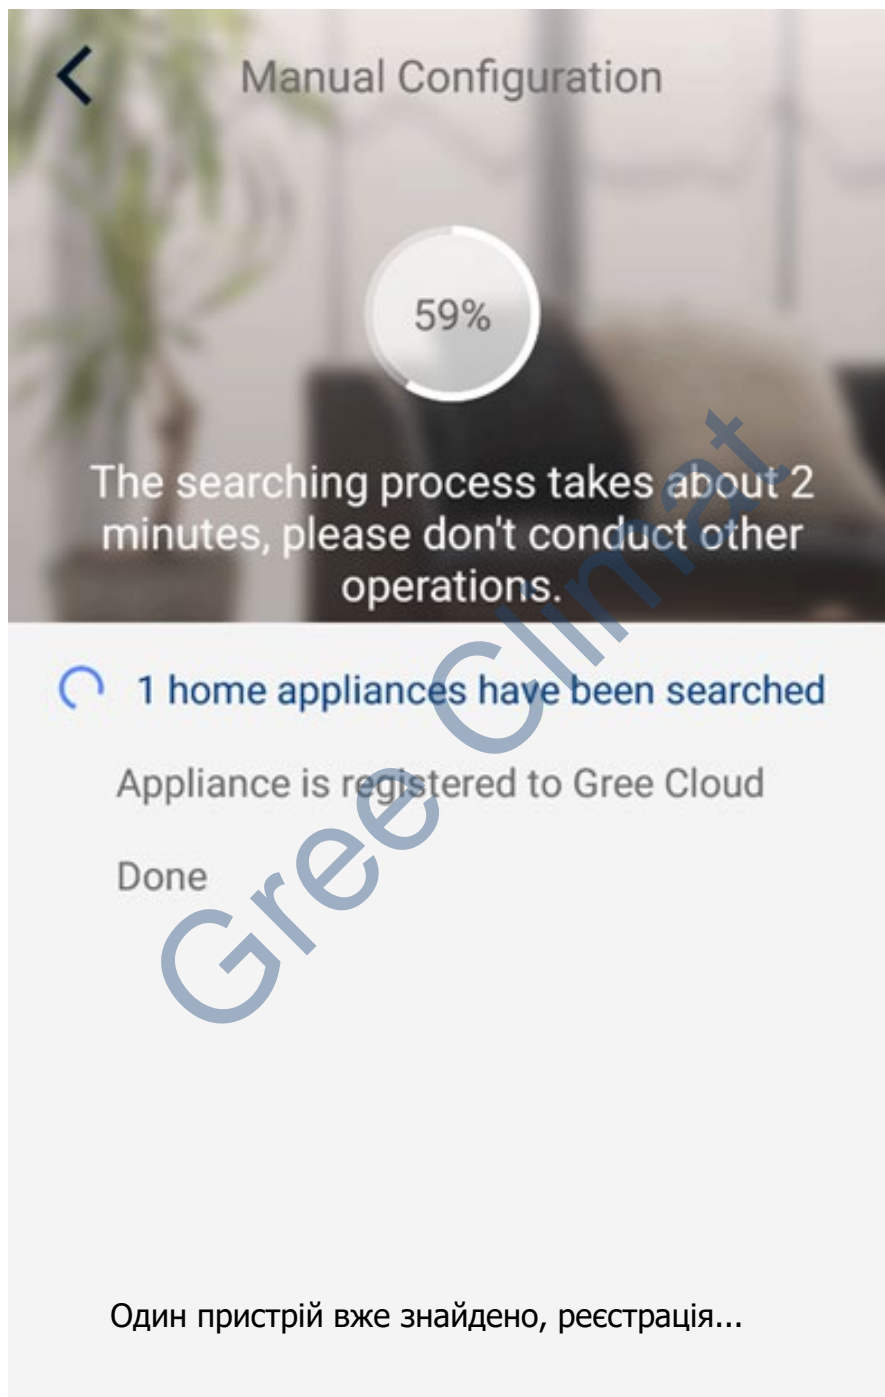 Manual Configuration
59%
The searching process takes about 2
minutes, please don't conduct other
operations.
1 home appliances have been searched
Appliance is registered to Gree Cloud
Done
Gree Climat
Один пристрій вже знайдено, реєстрація...